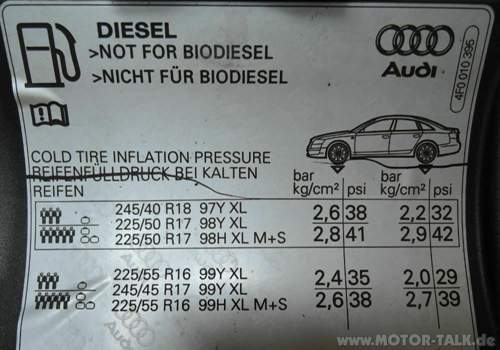 DIESEL
>NOT FOR BIODIESEL
>NICHT FÜR BIODIESEL
Audi
4F0 010 395
COLD TIRE INFLATION PRESSURE
REIFENFÜLLDRUCK BEI KALTEN
REIFEN
bar kg/cm² psi bar kg/cm² psi
245/40 R18 97Y XL 2,6 38 2,2 32
225/50 R17 98Y XL
225/50 R17 98H XL M+S 2,8 41 2,9 42
225/55 R16 99Y XL 2,4 35 2,0 29
245/45 R17 99Y XL
225/55 R16 99H XL M+S 2,6 38 2,7 39
Audi
www.MOTOR-TALK.de